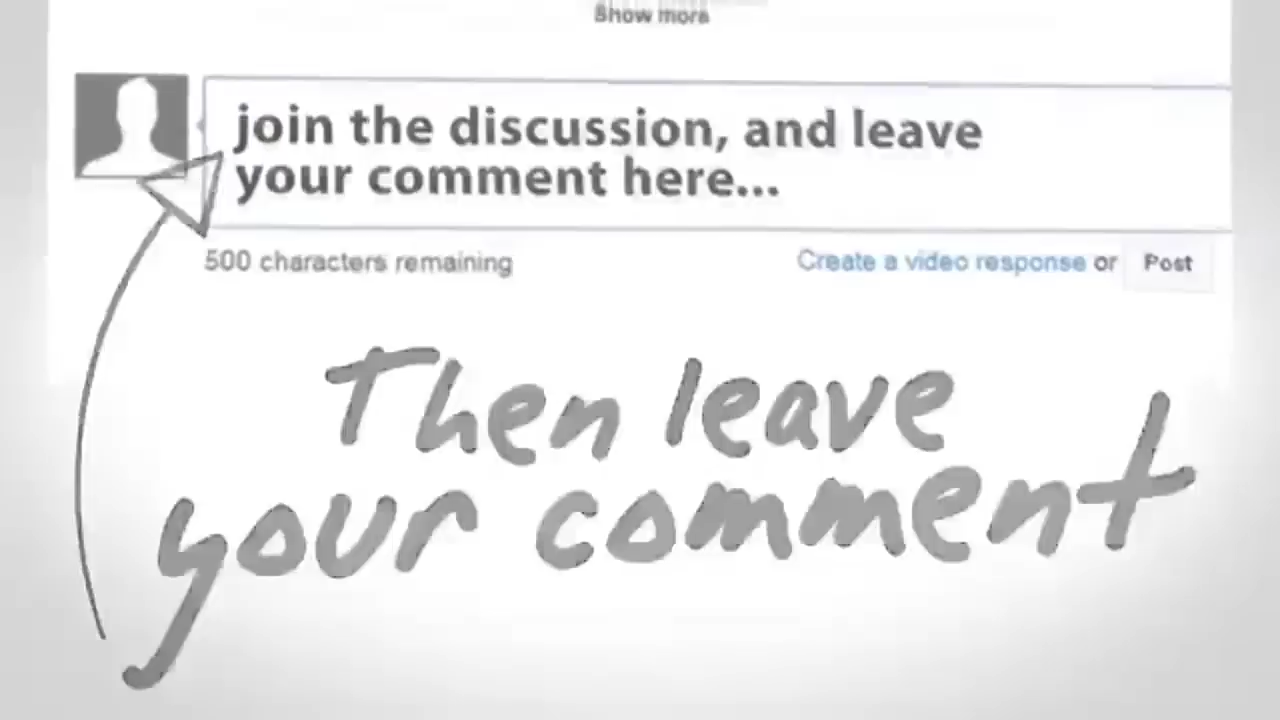 Show more
join the discussion, and leave
your comment here...
500 characters remaining
Create a video response or Post
Then leave
your comment